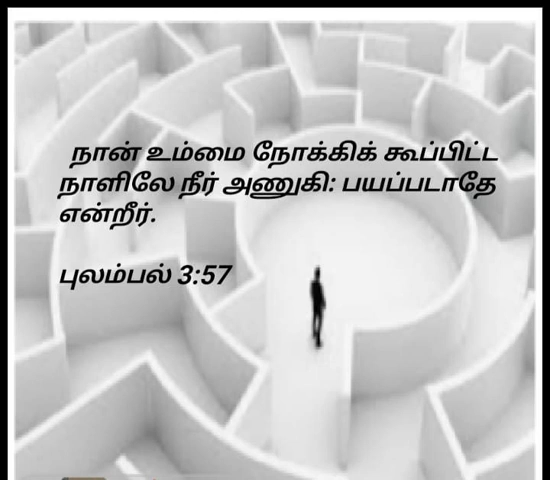 நான் உம்மை நோக்கிக் கூப்பிட்ட
நாளிலே நீர் அணுகி: பயப்படாதே
என்றீர்.
புலம்பல் 3:57